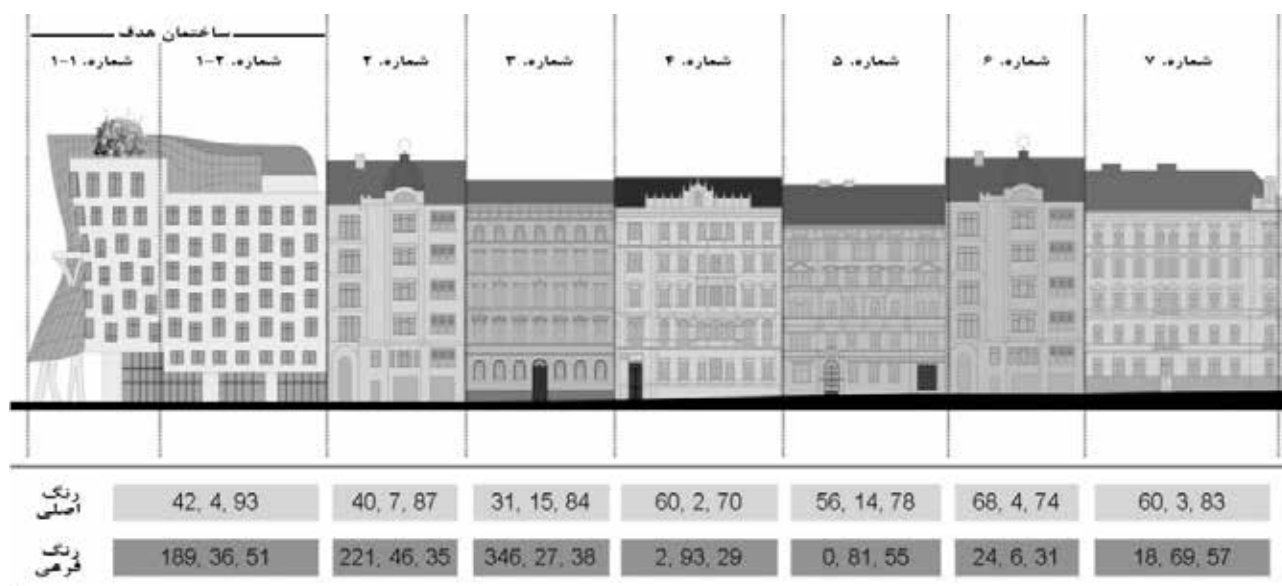 ساختمان هدف
شماره. ۱-۱ شماره. ۱-۲ شماره. ۲ شماره. ۳ شماره. ۴ شماره. ۵ شماره. ۶ شماره. ۷
رنگ اصلی 42, 4, 93 40, 7, 87 31, 15, 84 60, 2, 70 56, 14, 78 68, 4, 74 60, 3, 83
رنگ فرهی 189, 36, 51 221, 46, 35 346, 27, 38 2, 93, 29 0, 81, 55 24, 6, 31 18, 69, 57